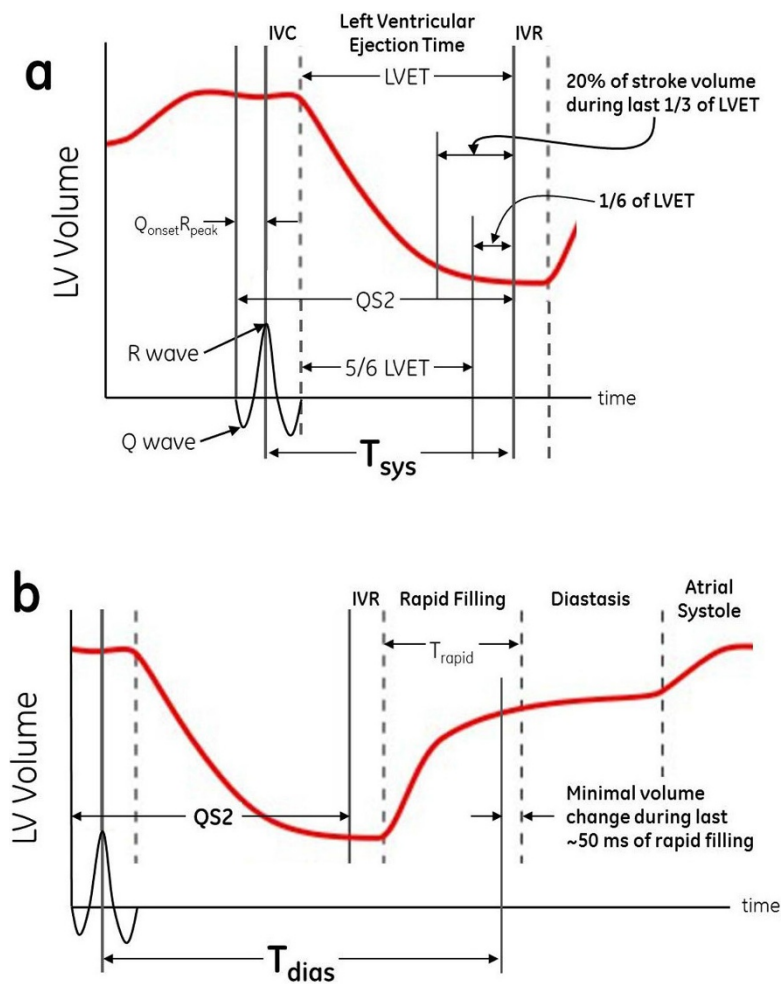 a
IVC
Left Ventricular
Ejection Time
IVR
LVET
20% of stroke volume
during last 1/3 of LVET
1/6 of LVET
LV Volume
QonsetRpeak
QS2
R wave
5/6 LVET
time
Q wave
Tsys
b
IVR
Rapid Filling
Diastasis
Atrial
Systole
Trapid
LV Volume
QS2
Minimal volume
change during last
~50 ms of rapid filling
time
Tdias